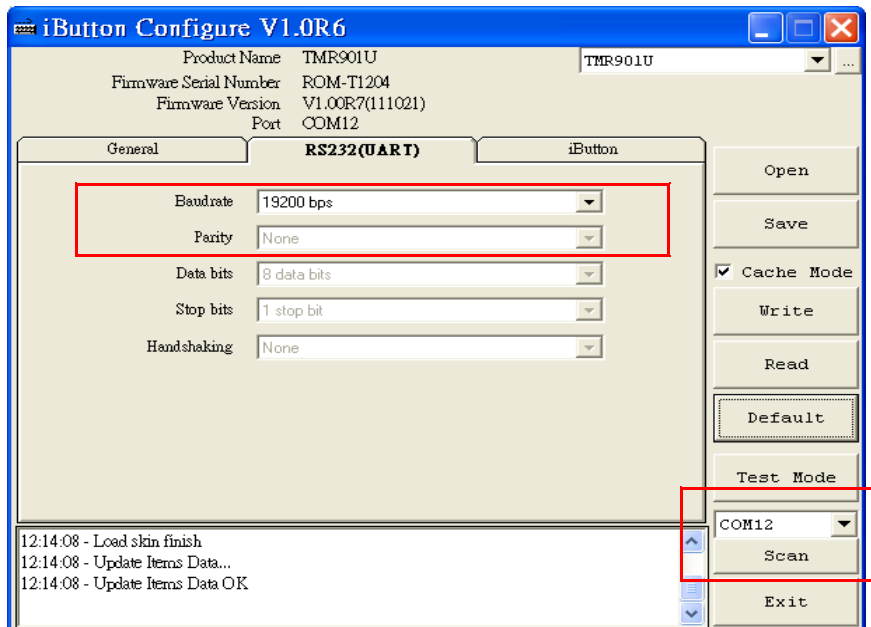 iButton Configure V1.0R6
Product Name TMR901U
TMR901U
...
Firmware Serial Number ROM-T1204
Firmware Version V1.00R7(111021)
Port COM12
General
RS232(UART)
iButton
Baudrate 19200 bps
Parity None
Data bits 8 data bits
Stop bits 1 stop bit
Handshaking None
Open
Save
Cache Mode
Write
Read
Default
Test Mode
COM12
Scan
Exit
12:14:08 - Load skin finish
12:14:08 - Update Items Data...
12:14:08 - Update Items Data OK